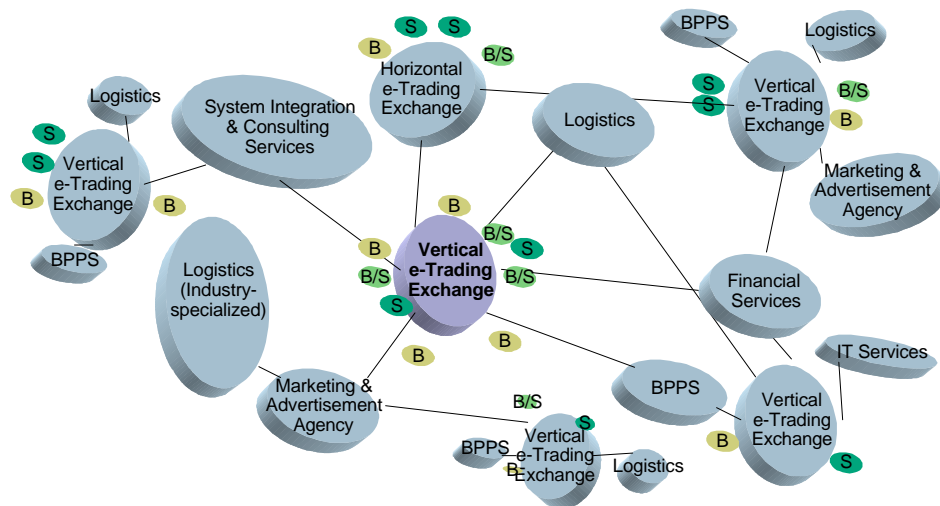 BPPS
Logistics
S
S
B
B/S
Horizontal
e-Trading
Exchange
Vertical
e-Trading
Exchange
S
S
B/S
B
Logistics
System Integration
& Consulting
Services
Logistics
S
S
Vertical
e-Trading
Exchange
B
B
BPPS
Marketing &
Advertisement
Agency
B
B/S
S
B
B/S
B/S
S
Vertical
e-Trading
Exchange
B
B
Logistics
(Industry-
specialized)
Financial
Services
IT Services
Marketing &
Advertisement
Agency
BPPS
Vertical
e-Trading
Exchange
B
S
B/S
S
BPPS
B
Vertical
e-Trading
Exchange
Logistics